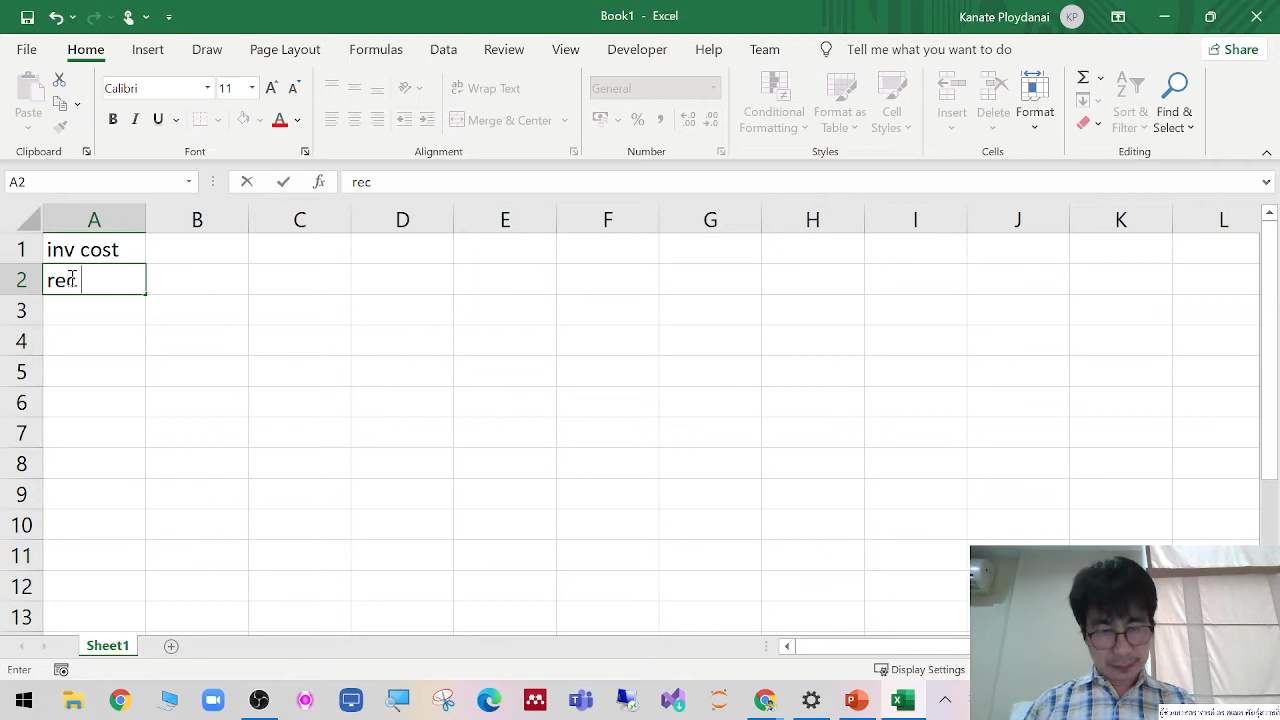 Book1 - Excel
Kanate Ploydanai
KP
File
Home
Insert
Draw
Page Layout
Formulas
Data
Review
View
Developer
Help
Team
Tell me what you want to do
Share
Paste
Calibri
11
Wrap Text
Merge & Center
General
Conditional
Formatting
Format as
Table
Cell
Styles
Insert
Delete
Format
Sort &
Filter
Find &
Select
Clipboard
Font
Alignment
Number
Styles
Cells
Editing
A2
rec
A B C D E F G H I J K L
1 inv cost
2 rec
3
4
5
6
7
8
9
10
11
12
13
Sheet1
Enter
Display Settings